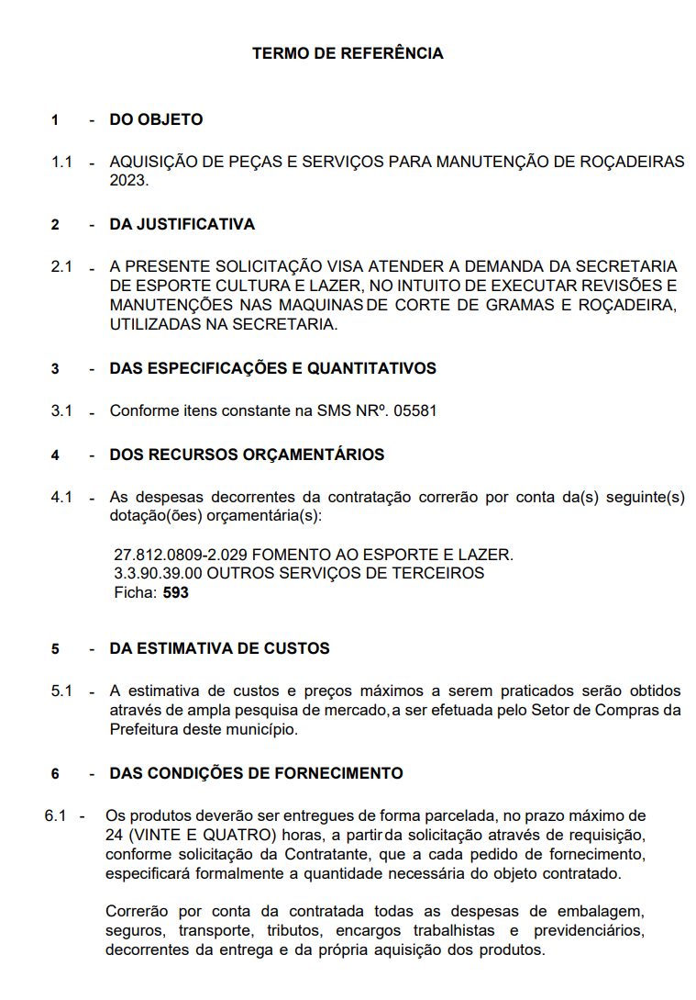 TERMO DE REFERÊNCIA
1 - DO OBJETO
1.1 - AQUISIÇÃO DE PEÇAS E SERVIÇOS PARA MANUTENÇÃO DE ROÇADEIRAS
2023.
2 - DA JUSTIFICATIVA
2.1 - A PRESENTE SOLICITAÇÃO VISA ATENDER A DEMANDA DA SECRETARIA
DE ESPORTE CULTURA E LAZER, NO INTUITO DE EXECUTAR REVISÕES E
MANUTENÇÕES NAS MAQUINAS DE CORTE DE GRAMAS E ROÇADEIRA,
UTILIZADAS NA SECRETARIA.
3 - DAS ESPECIFICAÇÕES E QUANTITATIVOS
3.1 - Conforme itens constante na SMS NRº. 05581
4 - DOS RECURSOS ORÇAMENTÁRIOS
4.1 - As despesas decorrentes da contratação correrão por conta da(s) seguinte(s)
dotação(ões) orçamentária(s):
27.812.0809-2.029 FOMENTO AO ESPORTE E LAZER.
3.3.90.39.00 OUTROS SERVIÇOS DE TERCEIROS
Ficha: 593
5 - DA ESTIMATIVA DE CUSTOS
5.1 - A estimativa de custos e preços máximos a serem praticados serão obtidos
através de ampla pesquisa de mercado, a ser efetuada pelo Setor de Compras da
Prefeitura deste município.
6 - DAS CONDIÇÕES DE FORNECIMENTO
6.1 - Os produtos deverão ser entregues de forma parcelada, no prazo máximo de
24 (VINTE E QUATRO) horas, a partir da solicitação através de requisição,
conforme solicitação da Contratante, que a cada pedido de fornecimento,
especificará formalmente a quantidade necessária do objeto contratado.
Correrão por conta da contratada todas as despesas de embalagem,
seguros, transporte, tributos, encargos trabalhistas e previdenciários,
decorrentes da entrega e da própria aquisição dos produtos.